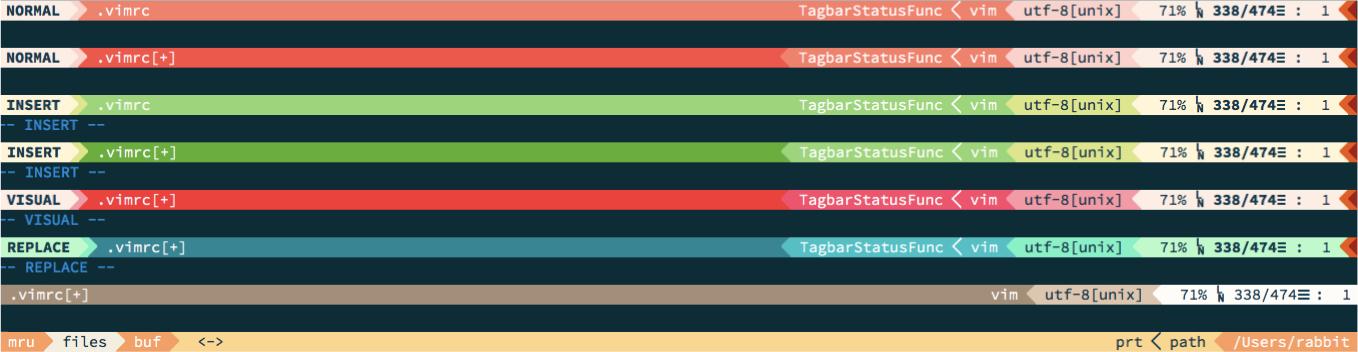 NORMAL .vimrc TagbarStatusFunc vim utf-8[unix] 71% ␤ 338/474☰ : 1
NORMAL .vimrc[+] TagbarStatusFunc vim utf-8[unix] 71% ␤ 338/474☰ : 1
INSERT .vimrc TagbarStatusFunc vim utf-8[unix] 71% ␤ 338/474☰ : 1
-- INSERT --
INSERT .vimrc[+] TagbarStatusFunc vim utf-8[unix] 71% ␤ 338/474☰ : 1
-- INSERT --
VISUAL .vimrc[+] TagbarStatusFunc vim utf-8[unix] 71% ␤ 338/474☰ : 1
-- VISUAL --
REPLACE .vimrc[+] TagbarStatusFunc vim utf-8[unix] 71% ␤ 338/474☰ : 1
-- REPLACE --
.vimrc[+] vim utf-8[unix] 71% ␤ 338/474☰ : 1
mru files buf <-> prt path /Users/rabbit